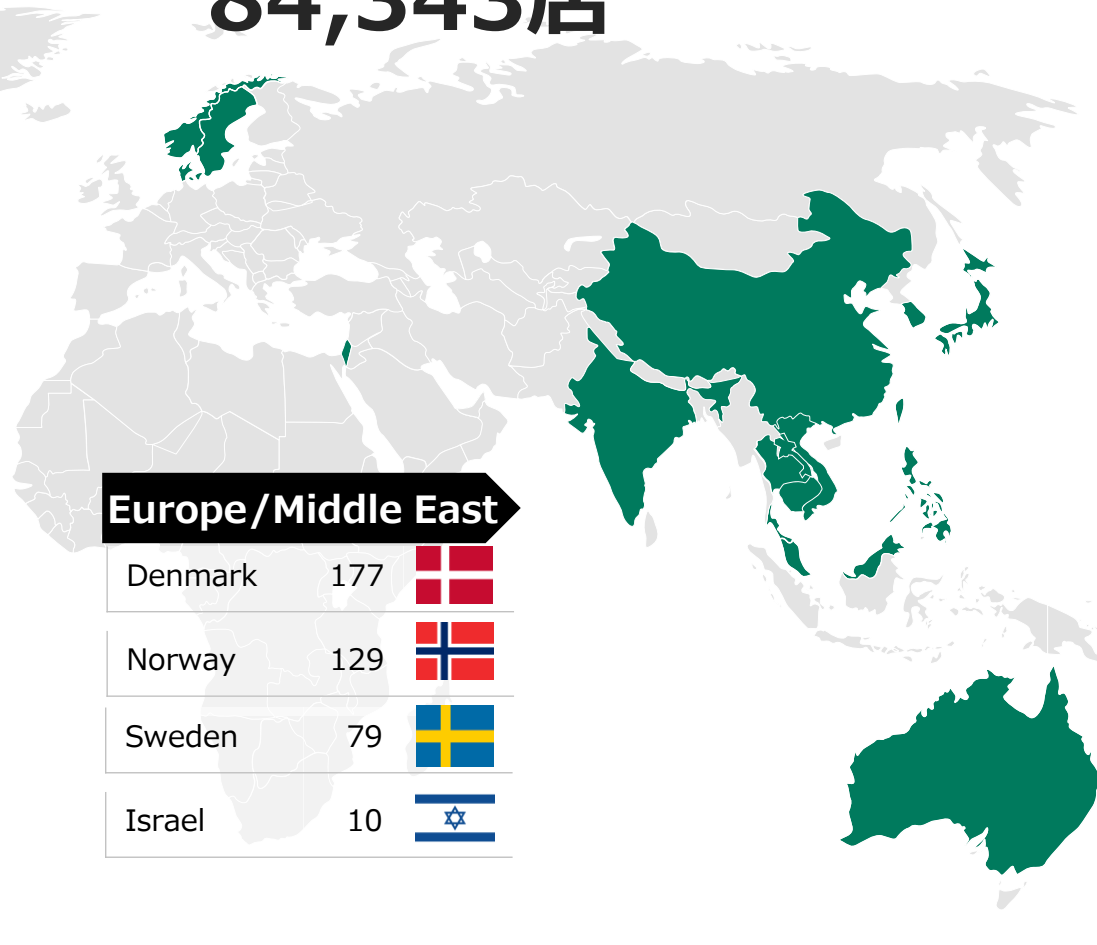 84,343店
Europe/Middle East
Denmark 177
Norway 129
Sweden 79
Israel 10